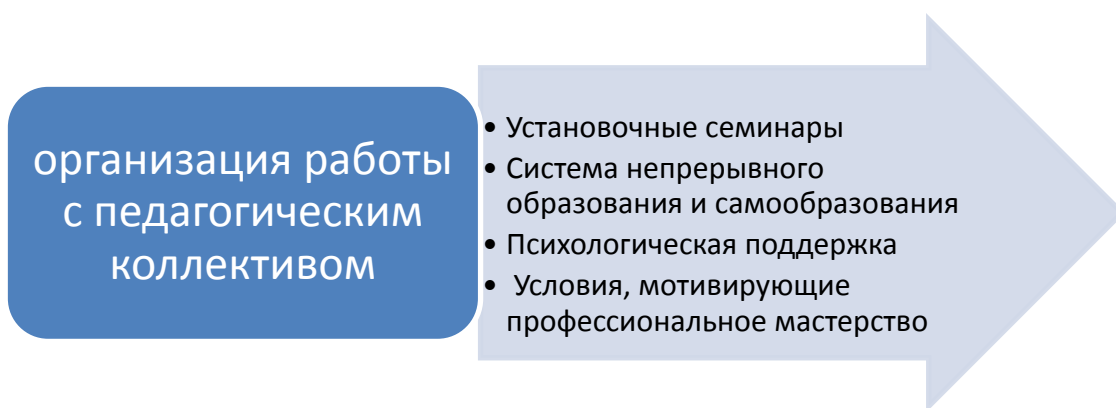 организация работы
с педагогическим
коллективом
• Установочные семинары
• Система непрерывного
образования и самообразования
• Психологическая поддержка
• Условия, мотивирующие
профессиональное мастерство